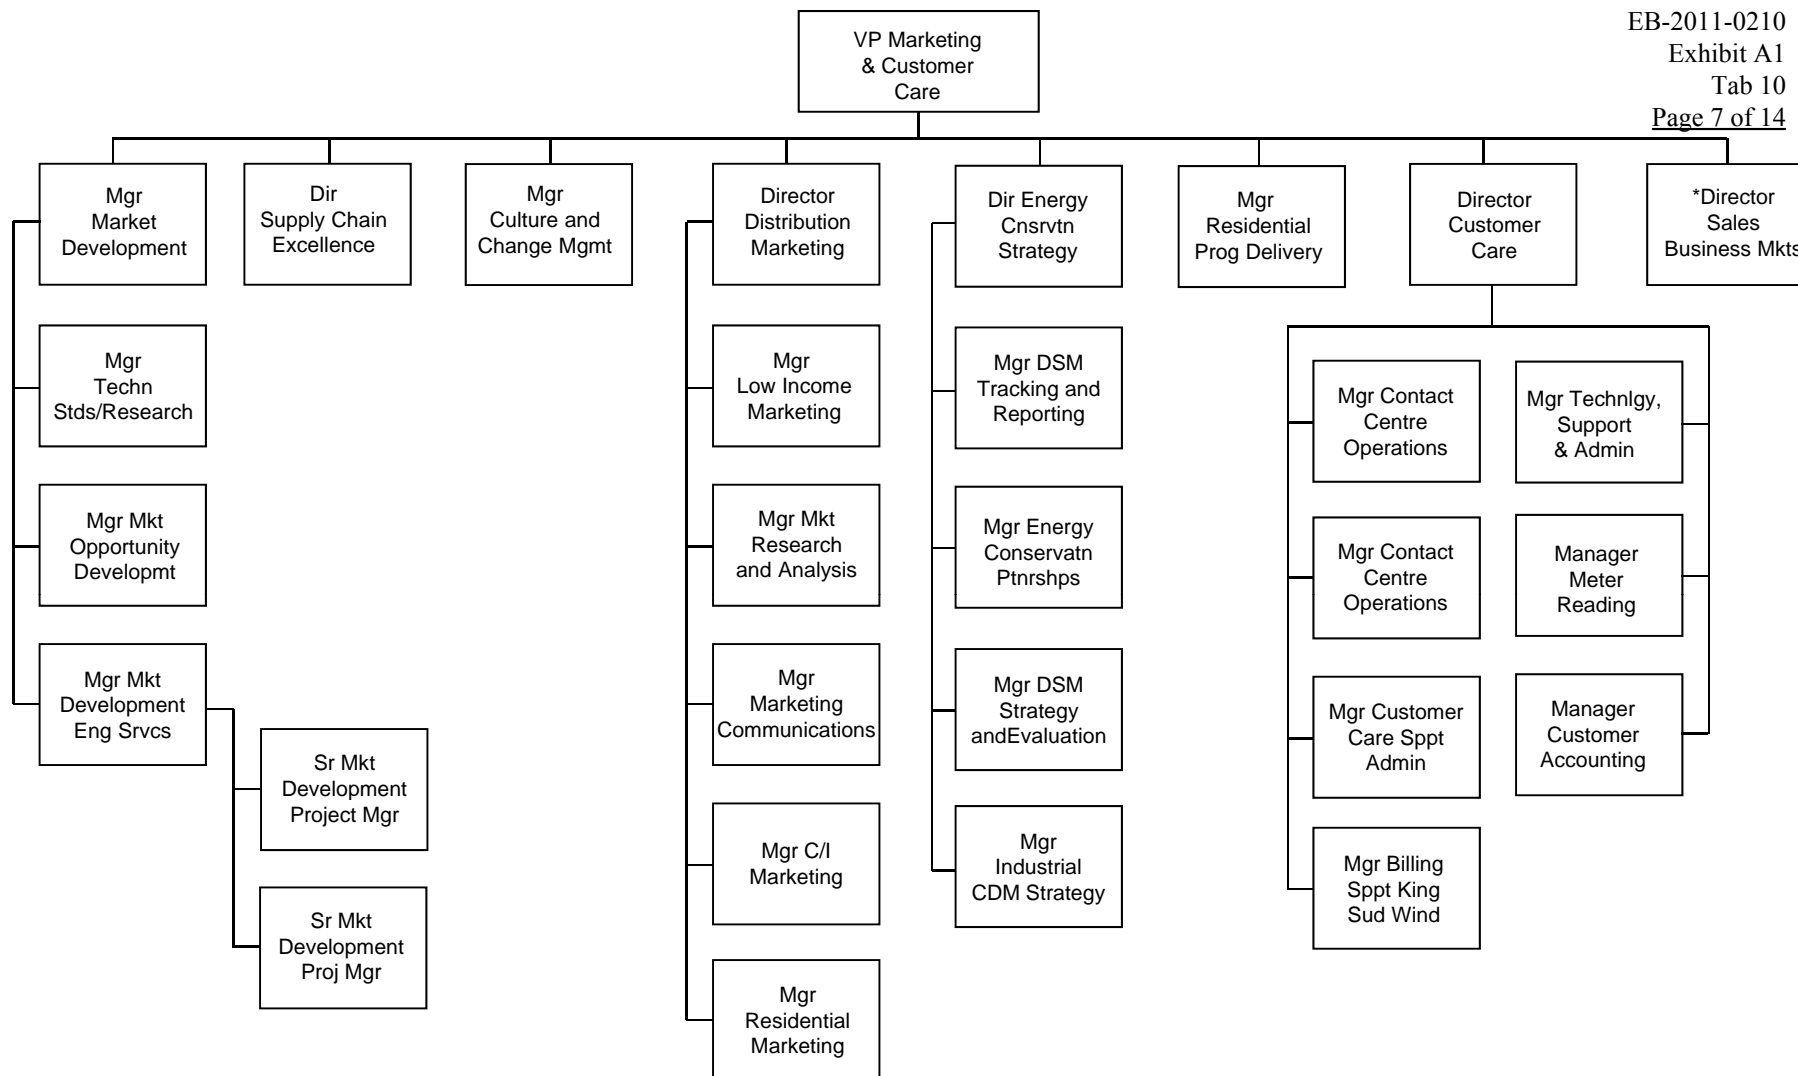 EB-2011-0210
Exhibit A1
Tab 10
Page 7 of 14
VP Marketing
& Customer
Care
Mgr
Market
Development
Dir
Supply Chain
Excellence
Mgr
Culture and
Change Mgmt
Director
Distribution
Marketing
Dir Energy
Cnsrvtn
Strategy
Mgr
Residential
Prog Delivery
Director
Customer
Care
*Director
Sales
Business Mkts
Mgr
Techn
Stds/Research
Mgr Mkt
Opportunity
Developmt
Mgr Mkt
Development
Eng Srvcs
Sr Mkt
Development
Project Mgr
Sr Mkt
Development
Proj Mgr
Mgr
Low Income
Marketing
Mgr Mkt
Research
and Analysis
Mgr
Marketing
Communications
Mgr C/I
Marketing
Mgr
Residential
Marketing
Mgr DSM
Tracking and
Reporting
Mgr Energy
Conservatn
Ptnrshps
Mgr DSM
Strategy
andEvaluation
Mgr
Industrial
CDM Strategy
Mgr Contact
Centre
Operations
Mgr Contact
Centre
Operations
Mgr Customer
Care Sppt
Admin
Mgr Billing
Sppt King
Sud Wind
Mgr Technlgy,
Support
& Admin
Manager
Meter
Reading
Manager
Customer
Accounting